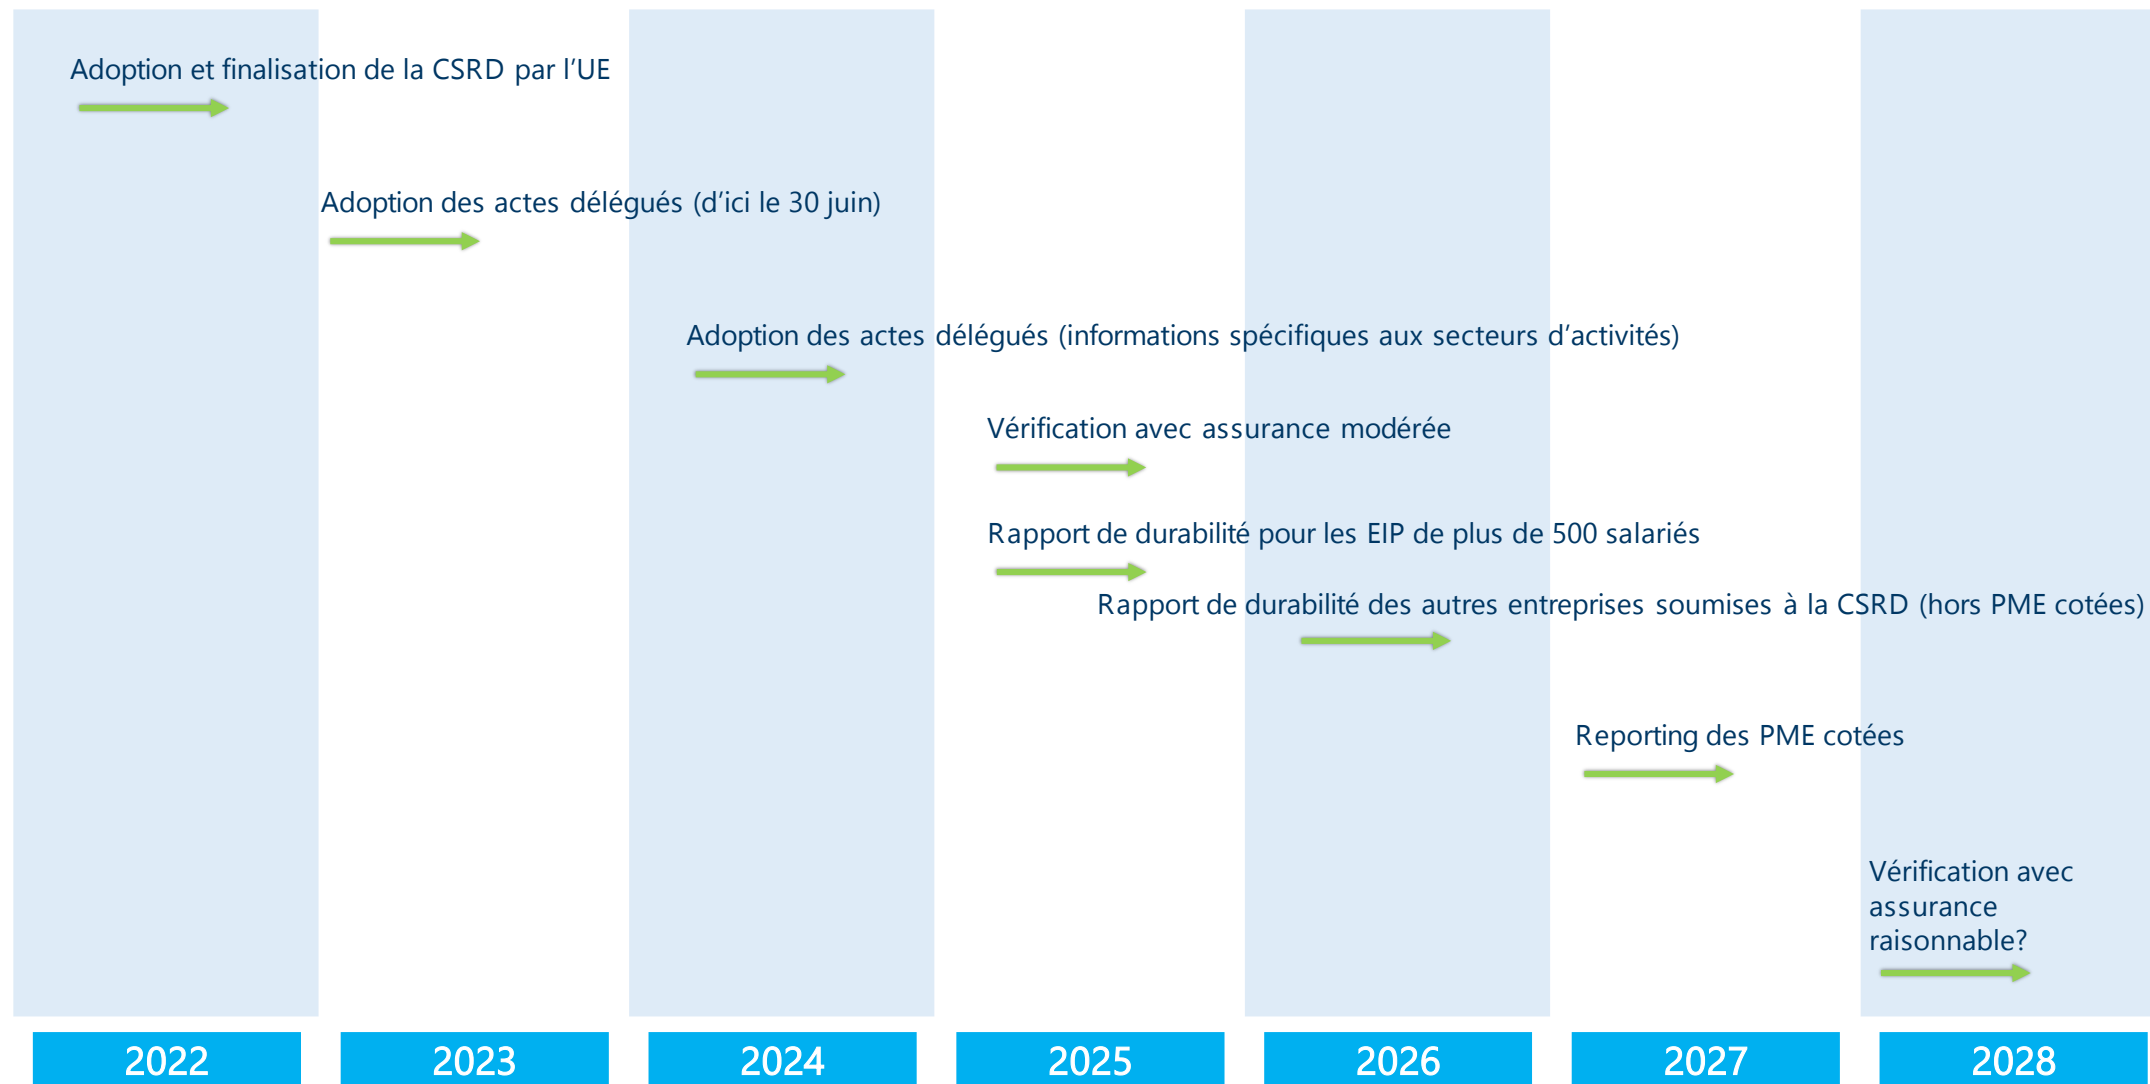 Adoption et finalisation de la CSRD par l’UE
Adoption des actes délégués (d’ici le 30 juin)
Adoption des actes délégués (informations spécifiques aux secteurs d’activités)
Vérification avec assurance modérée
Rapport de durabilité pour les EIP de plus de 500 salariés
Rapport de durabilité des autres entreprises soumises à la CSRD (hors PME cotées)
Reporting des PME cotées
Vérification avec
assurance
raisonnable?
2022 2023 2024 2025 2026 2027 2028